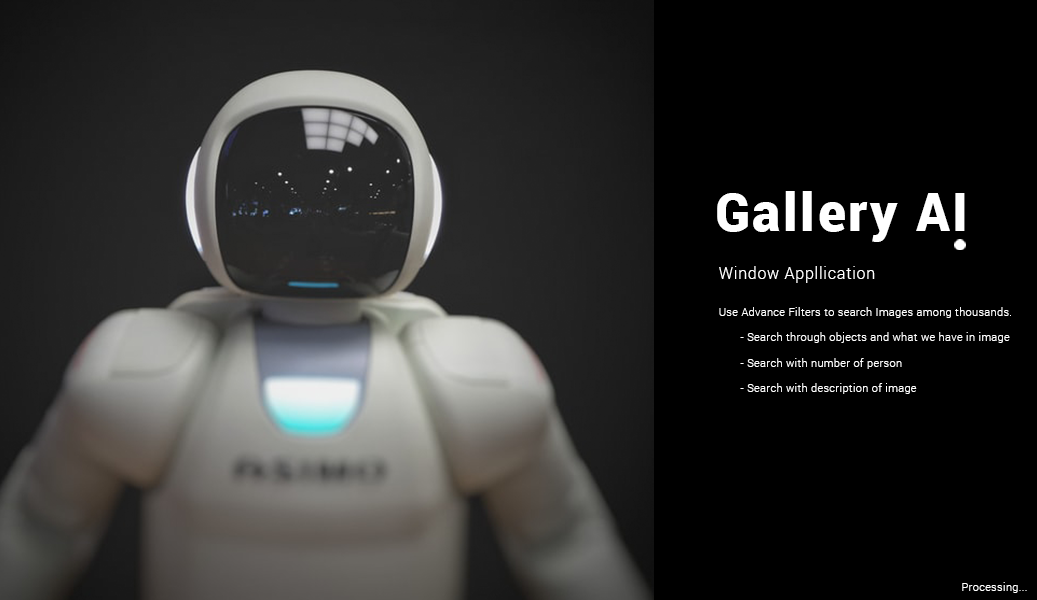 Gallery AI
Window Appllication
Use Advance Filters to search Images among thousands.
- Search through objects and what we have in image
- Search with number of person
- Search with description of image
ASIMO
Processing...